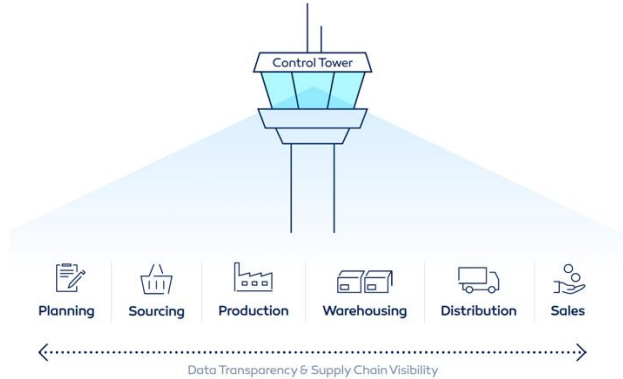 Control Tower
Planning
Sourcing
Production
Warehousing
Distribution
Sales
Data Transparency & Supply Chain Visibility